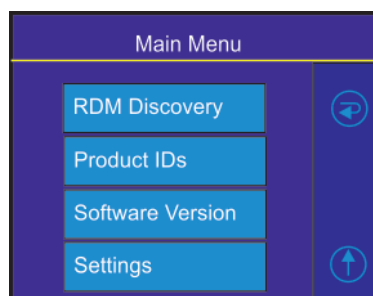 Main Menu
RDM Discovery
Product IDs
Software Version
Settings